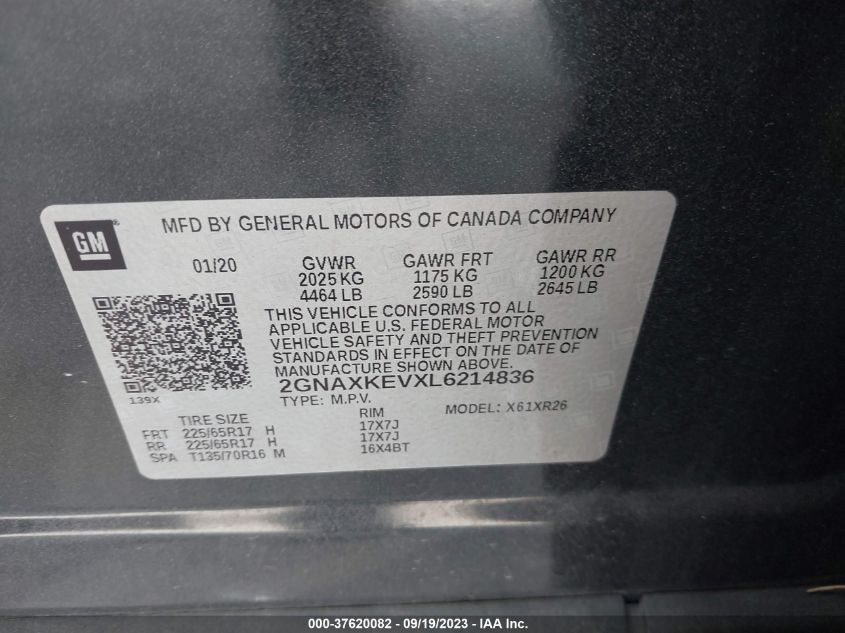 GM®
MFD BY GENERAL MOTORS OF CANADA COMPANY
01/20 GVWR GAWR FRT GAWR RR
2025 KG 1175 KG 1200 KG
4464 LB 2590 LB 2645 LB
THIS VEHICLE CONFORMS TO ALL
APPLICABLE U.S. FEDERAL MOTOR
VEHICLE SAFETY AND THEFT PREVENTION
STANDARDS IN EFFECT ON THE DATE OF
MANUFACTURE SHOWN ABOVE.
2GNAXKEVXL6214836
139X
TYPE: M.P.V. MODEL: X61XR26
TIRE SIZE RIM
FRT 225/65R17 H 17X7J
RR 225/65R17 H 17X7J
SPA T135/70R16 M 16X4BT
000-37620082 - 09/19/2023 - IAA Inc.